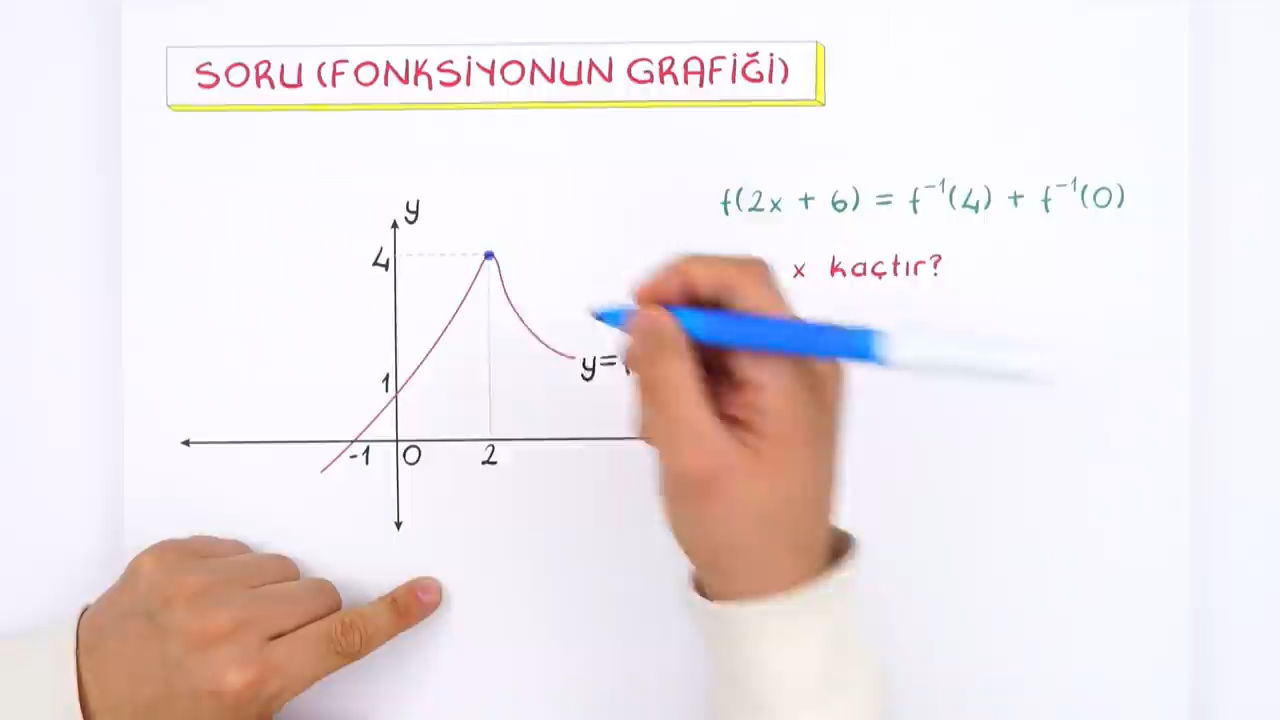 SORU (FONKSİYONUN GRAFİĞİ)
y
f(2x + 6) = f⁻¹(4) + f⁻¹(0)
4
x kaçtır?
1
y=
-1 0 2